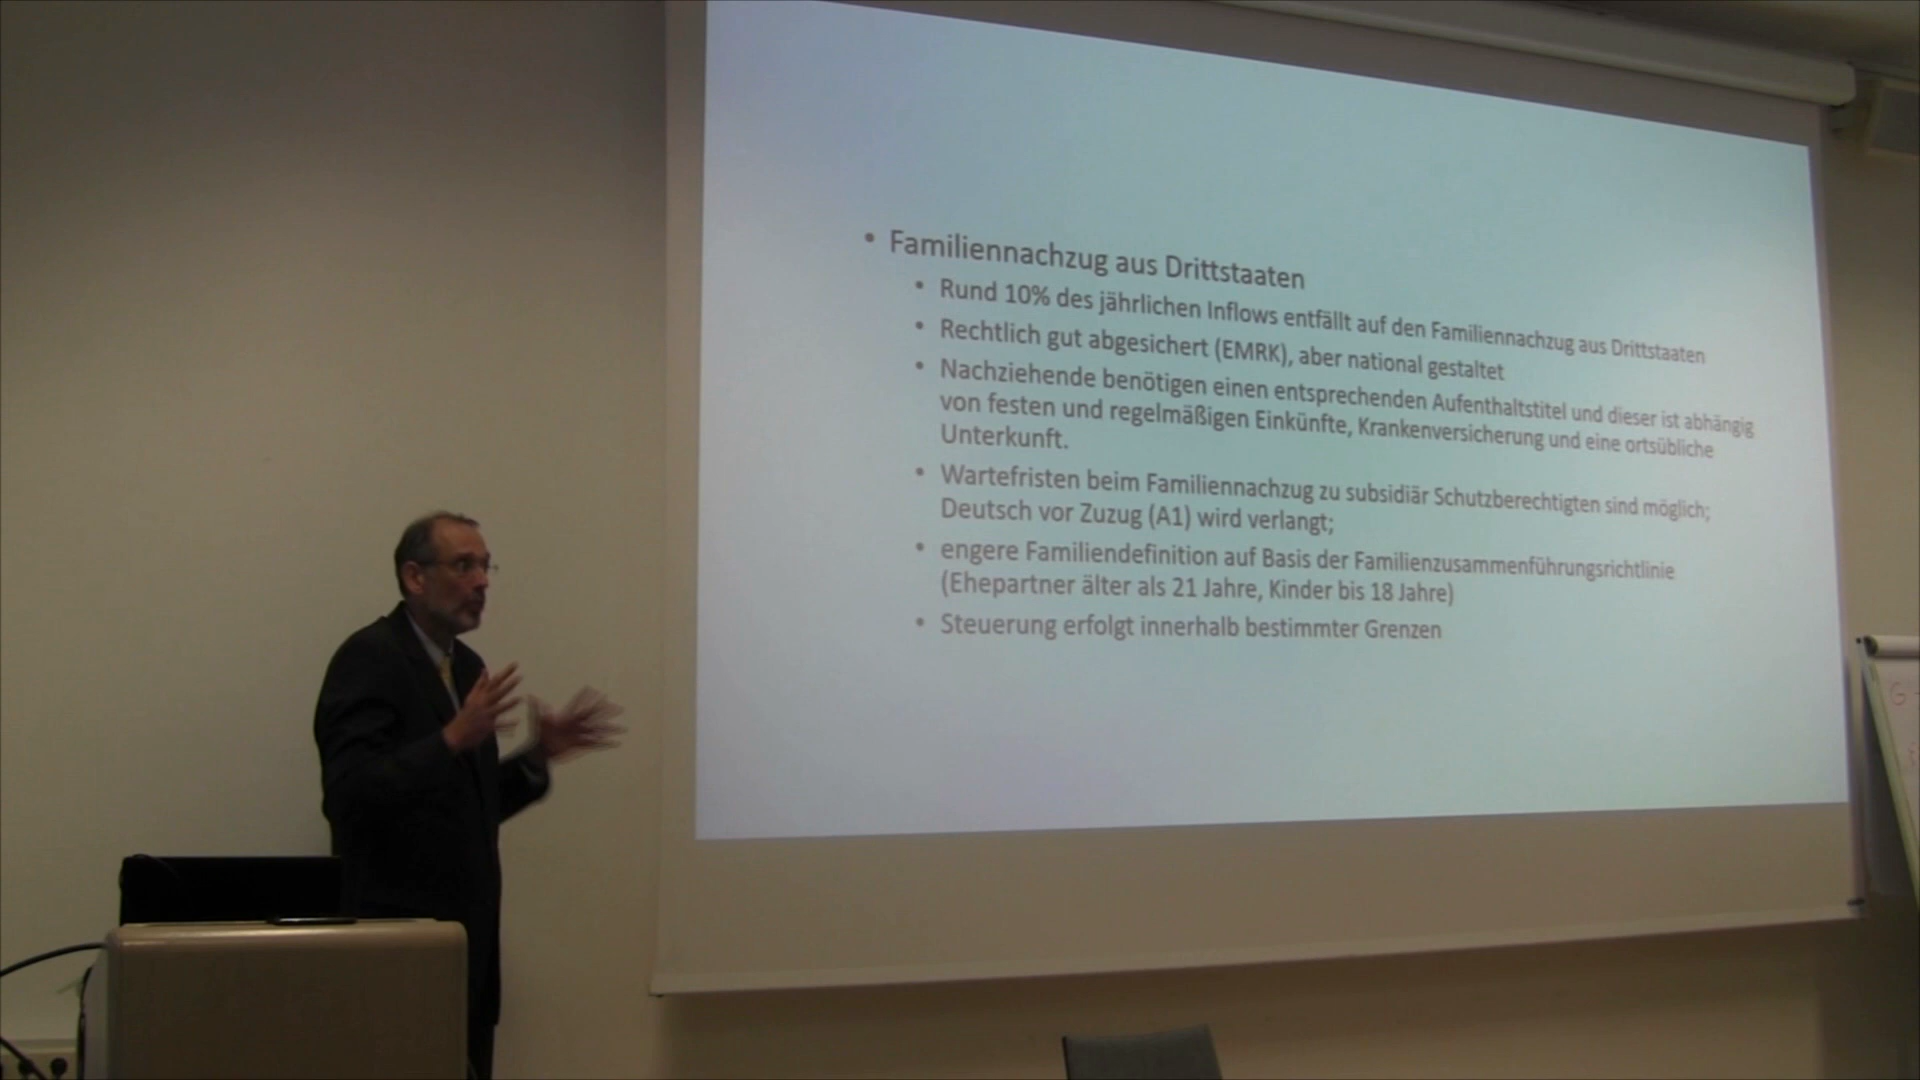 • Familiennachzug aus Drittstaaten
• Rund 10% des jährlichen Inflows entfällt auf den Familiennachzug aus Drittstaaten
• Rechtlich gut abgesichert (EMRK), aber national gestaltet
• Nachziehende benötigen einen entsprechenden Aufenthaltstitel und dieser ist abhängig
von festen und regelmäßigen Einkünfte, Krankenversicherung und eine ortsübliche
Unterkunft.
• Wartefristen beim Familiennachzug zu subsidiär Schutzberechtigten sind möglich;
Deutsch vor Zuzug (A1) wird verlangt;
• engere Familiendefinition auf Basis der Familienzusammenführungsrichtlinie
(Ehepartner älter als 21 Jahre, Kinder bis 18 Jahre)
• Steuerung erfolgt innerhalb bestimmter Grenzen
G